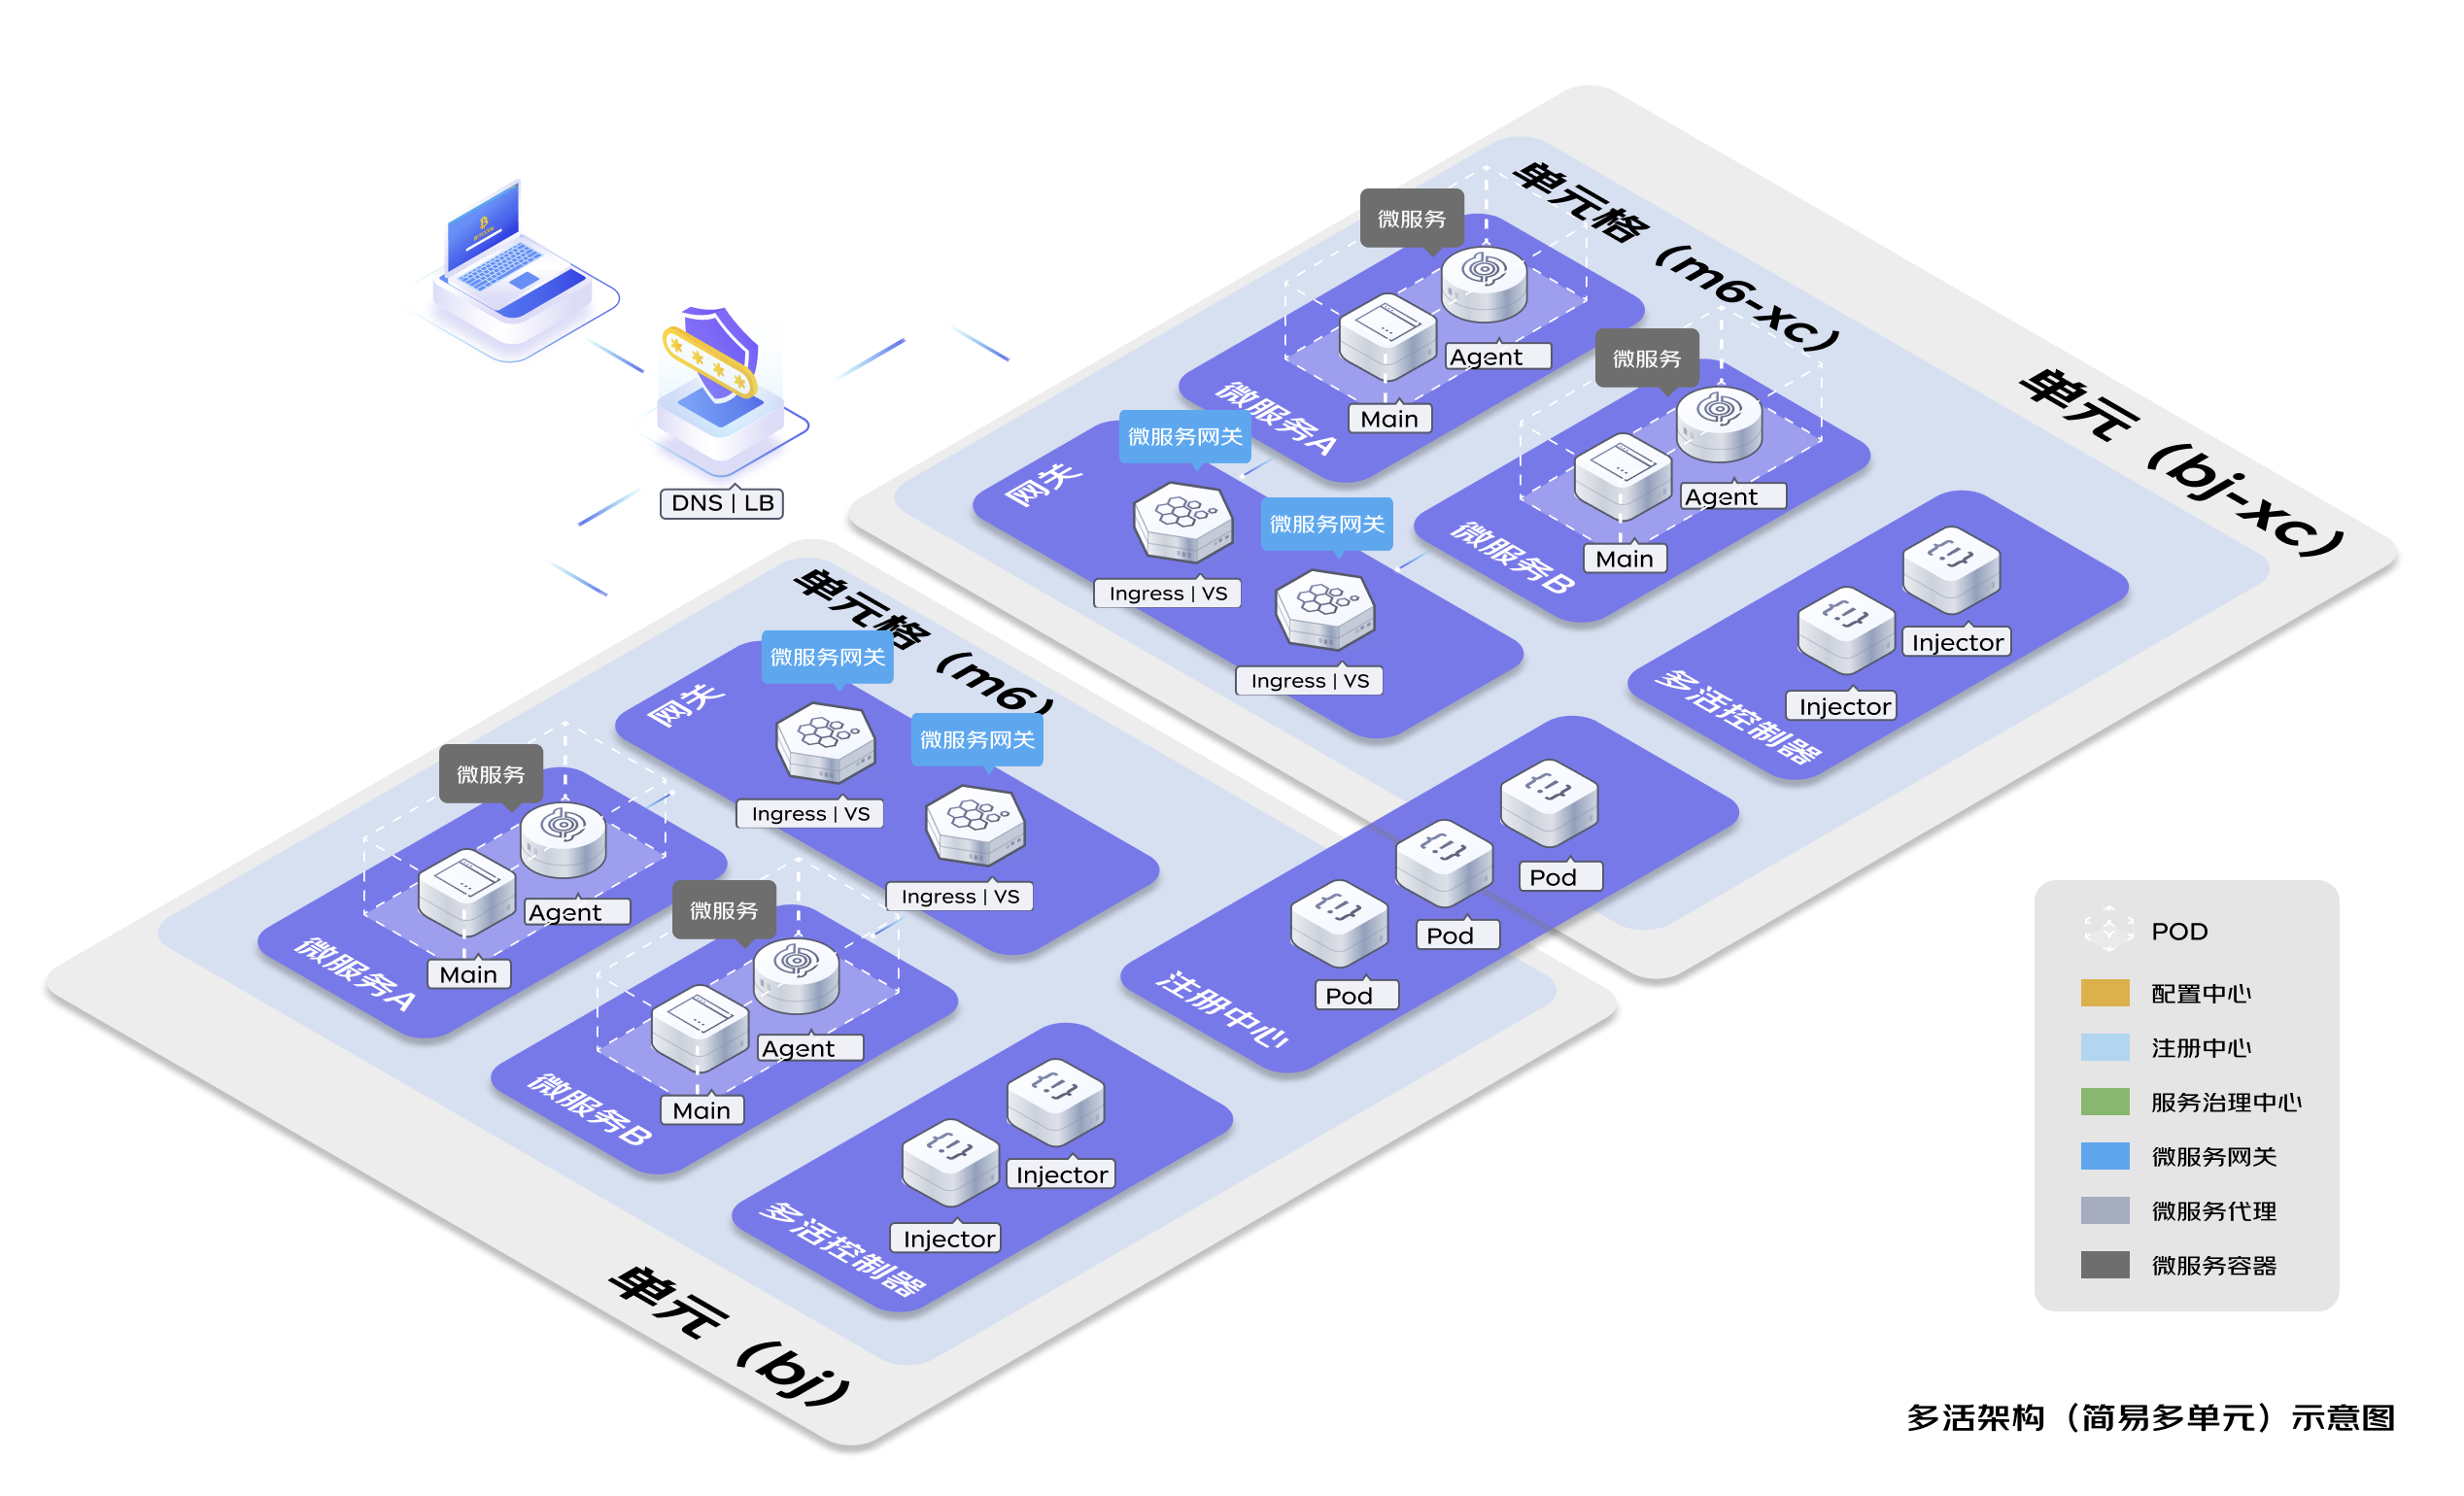 BITCOIN
****
DNS | LB
单元（bj-xc）
单元格（m6-xc）
微服务
Agent
Main
微服务A
微服务
Agent
Main
微服务B
微服务网关
网关
Ingress | VS
微服务网关
Ingress | VS
{!}
Injector
{!}
Injector
多活控制器
单元格（m6）
微服务网关
网关
Ingress | VS
微服务网关
Ingress | VS
微服务
Agent
Main
微服务A
微服务
Agent
Main
微服务B
{!}
Pod
{!}
Pod
{!}
Pod
注册中心
{!}
Injector
{!}
Injector
多活控制器
单元（bj）
POD
配置中心
注册中心
服务治理中心
微服务网关
微服务代理
微服务容器
多活架构（简易多单元）示意图